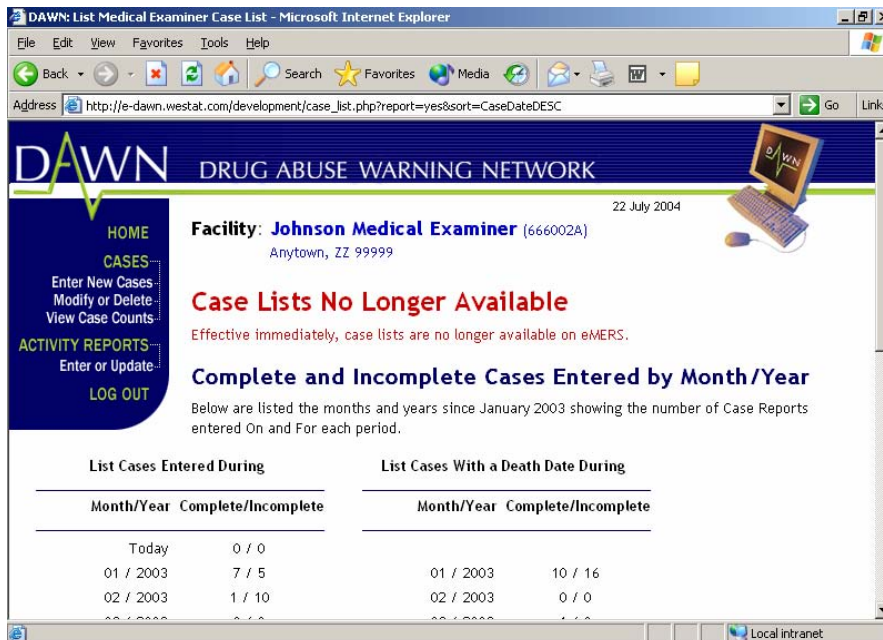 DAWN: List Medical Examiner Case List - Microsoft Internet Explorer
File Edit View Favorites Tools Help
Back Search Favorites Media
Address http://e-dawn.westat.com/development/case_list.php?report=yes&sort=CaseDateDESC Go Link
DAWN DRUG ABUSE WARNING NETWORK
DAWN
22 July 2004
HOME
CASES
Enter New Cases
Modify or Delete
View Case Counts
ACTIVITY REPORTS
Enter or Update
LOG OUT
Facility: Johnson Medical Examiner (666002A)
Anytown, ZZ 99999
Case Lists No Longer Available
Effective immediately, case lists are no longer available on eMERS.
Complete and Incomplete Cases Entered by Month/Year
Below are listed the months and years since January 2003 showing the number of Case Reports
entered On and For each period.
List Cases Entered During List Cases With a Death Date During
Month/Year Complete/Incomplete Month/Year Complete/Incomplete
Today 0 / 0
01 / 2003 7 / 5 01 / 2003 10 / 16
02 / 2003 1 / 10 02 / 2003 0 / 0
Local intranet